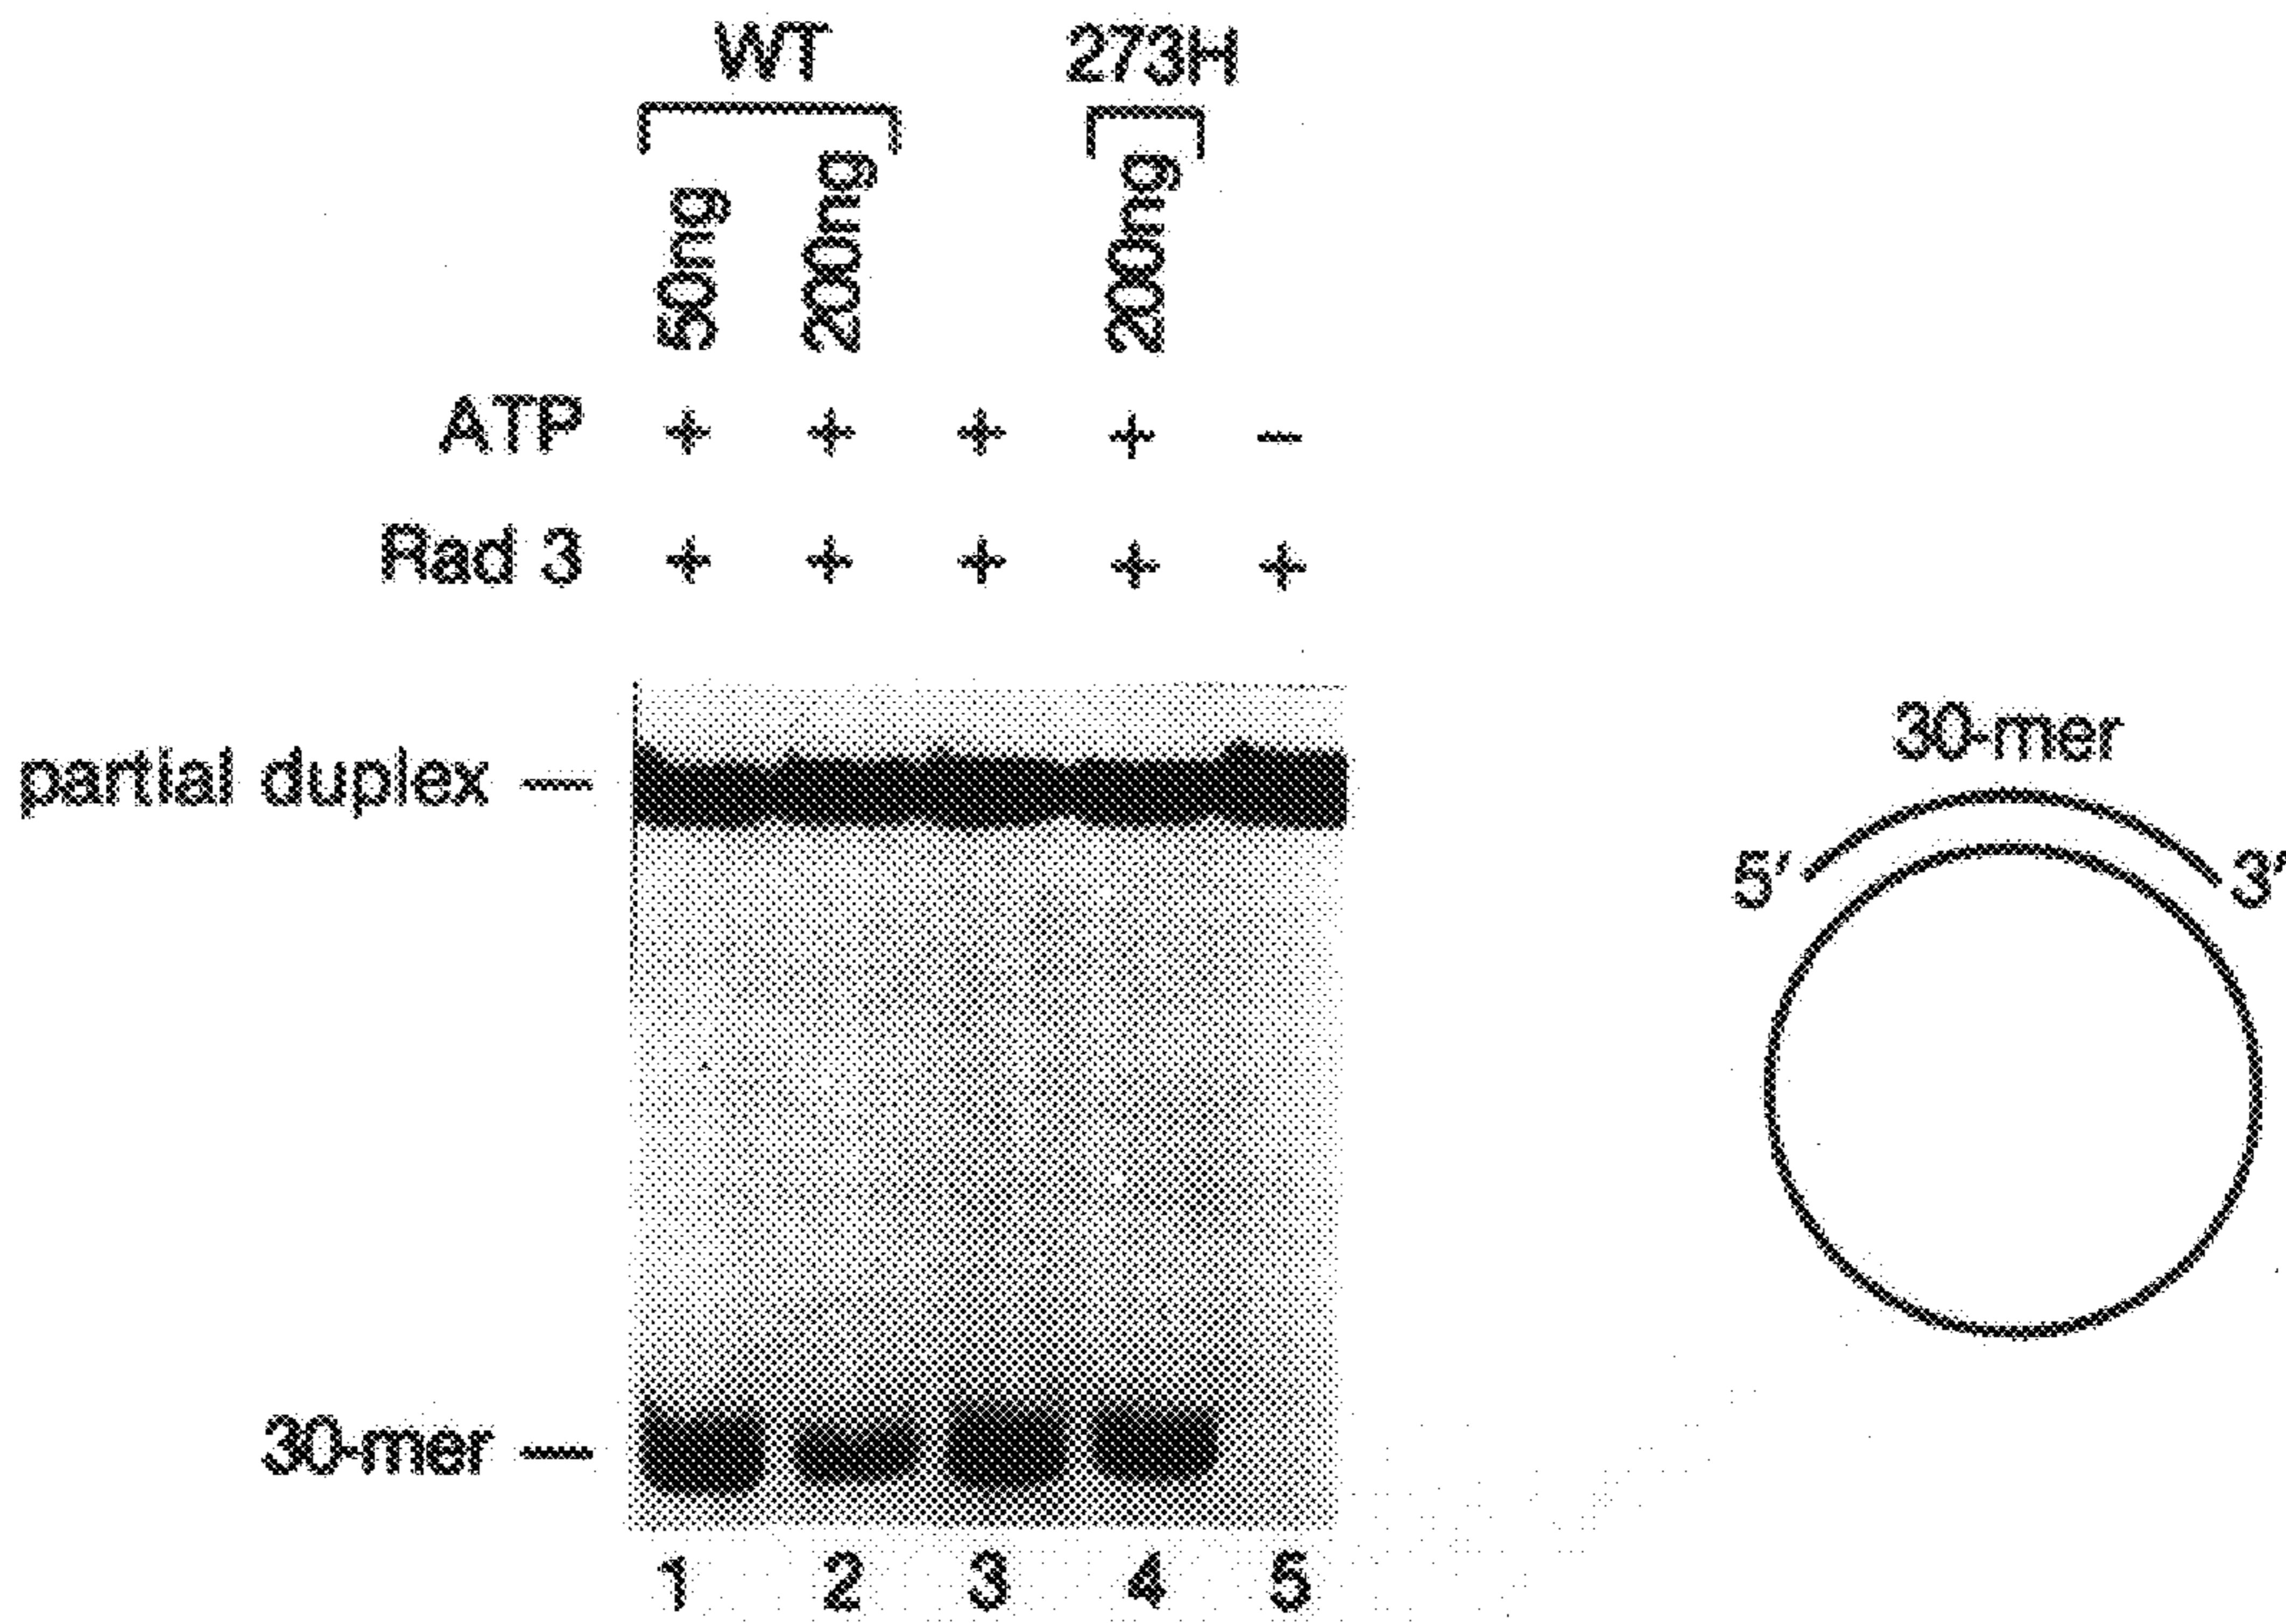 WT 273H
50ng 200ng 200ng
ATP + + + + −
Rad 3 + + + + +
partial duplex —
30-mer
5′ 3′
30-mer —
1 2 3 4 5